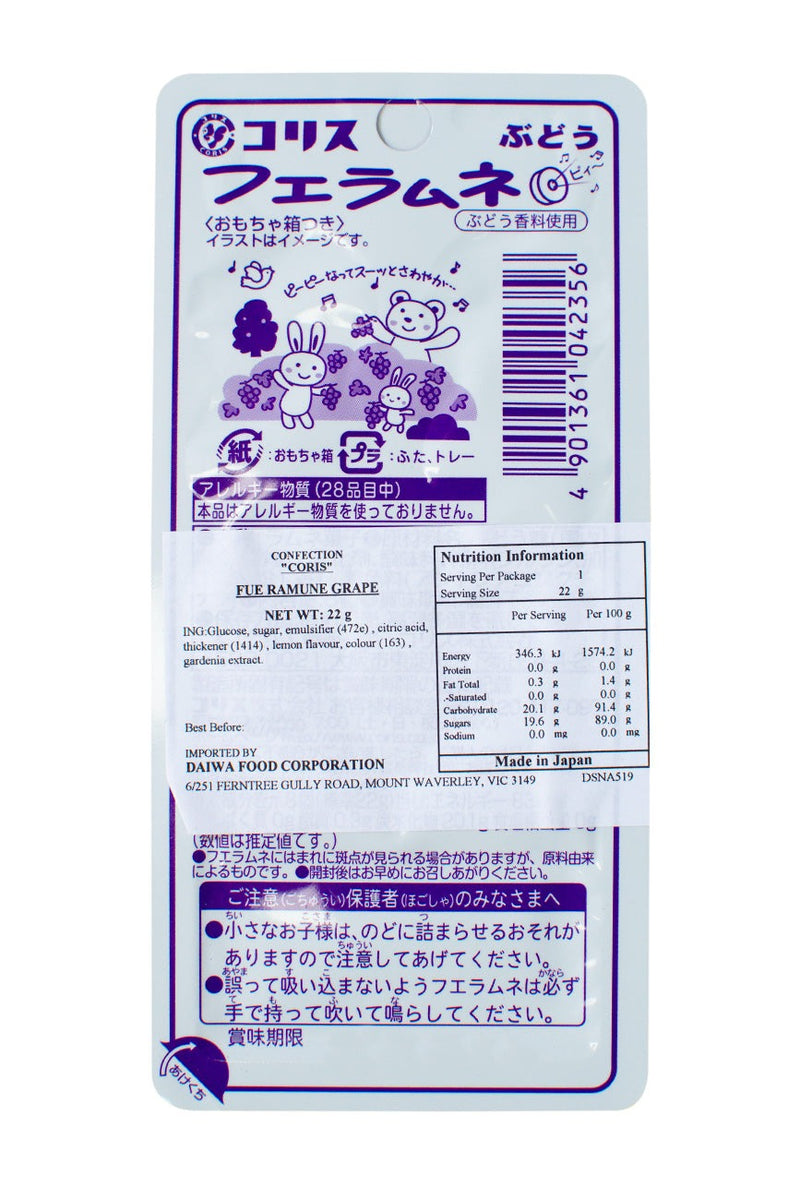 コリス
CORIS
コリス
ぶどう
フエラムネ
ピィ〜
〈おもちゃ箱つき〉
ぶどう香料使用
イラストはイメージです。
ピーピーなってスーッとさわやか…
4 901361 042356
紙
:おもちゃ箱
プラ
:ふた、トレー
アレルギー物質(28品目中)
本品はアレルギー物質を使っておりません。
CONFECTION
"CORIS"
FUE RAMUNE GRAPE
NET WT: 22 g
ING:Glucose, sugar, emulsifier (472e) , citric acid,
thickener (1414) , lemon flavour, colour (163) ,
gardenia extract.
Best Before:
IMPORTED BY
DAIWA FOOD CORPORATION
6/251 FERNTREE GULLY ROAD, MOUNT WAVERLEY, VIC 3149
Nutrition Information
Serving Per Package 1
Serving Size 22 g
Per Serving Per 100 g
Energy 346.3 kJ 1574.2 kJ
Protein 0.0 g 0.0 g
Fat Total 0.3 g 1.4 g
.-Saturated 0.0 g 0.0 g
Carbohydrate 20.1 g 91.4 g
Sugars 19.6 g 89.0 g
Sodium 0.0 mg 0.0 mg
Made in Japan
DSNA519
(数値は推定値です。)
●フエラムネにはまれに斑点が見られる場合がありますが、原料由来
によるものです。●開封後はお早めにお召しあがりください。
ご注意(ごちゅうい)保護者(ほごしゃ)のみなさまへ
●小さなお子様は、のどに詰まらせるおそれが
ありますので注意してあげてください。
●誤って吸い込まないようフエラムネは必ず
手で持って吹いて鳴らしてください。
賞味期限
あけくち